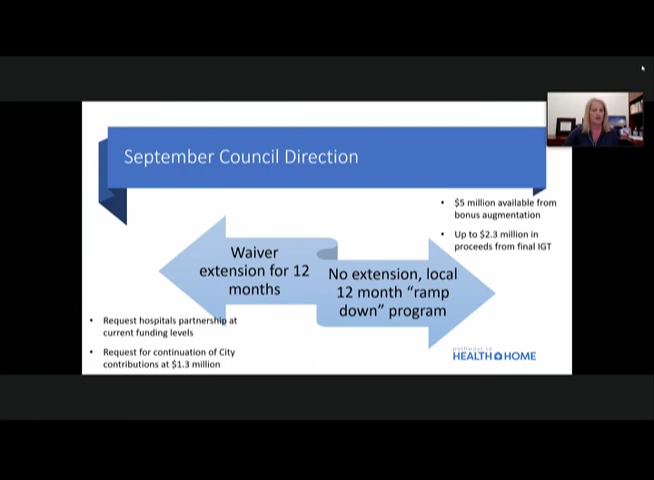 September Council Direction
• $5 million available from
bonus augmentation
• Up to $2.3 million in
proceeds from final IGT
Waiver
extension for 12
months
No extension, local
12 month “ramp
down” program
• Request hospitals partnership at
current funding levels
• Request for continuation of City
contributions at $1.3 million
pathways to
HEALTH HOME